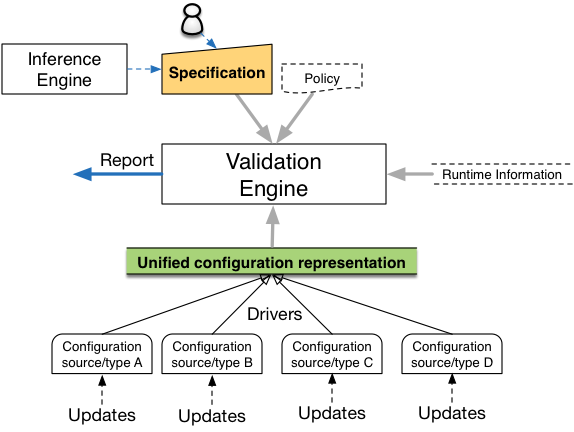 Inference
Engine
Specification
Policy
Report
Validation
Engine
Runtime Information
Unified configuration representation
Drivers
Configuration
source/type A
Configuration
source/type B
Configuration
source/type C
Configuration
source/type D
Updates
Updates
Updates
Updates